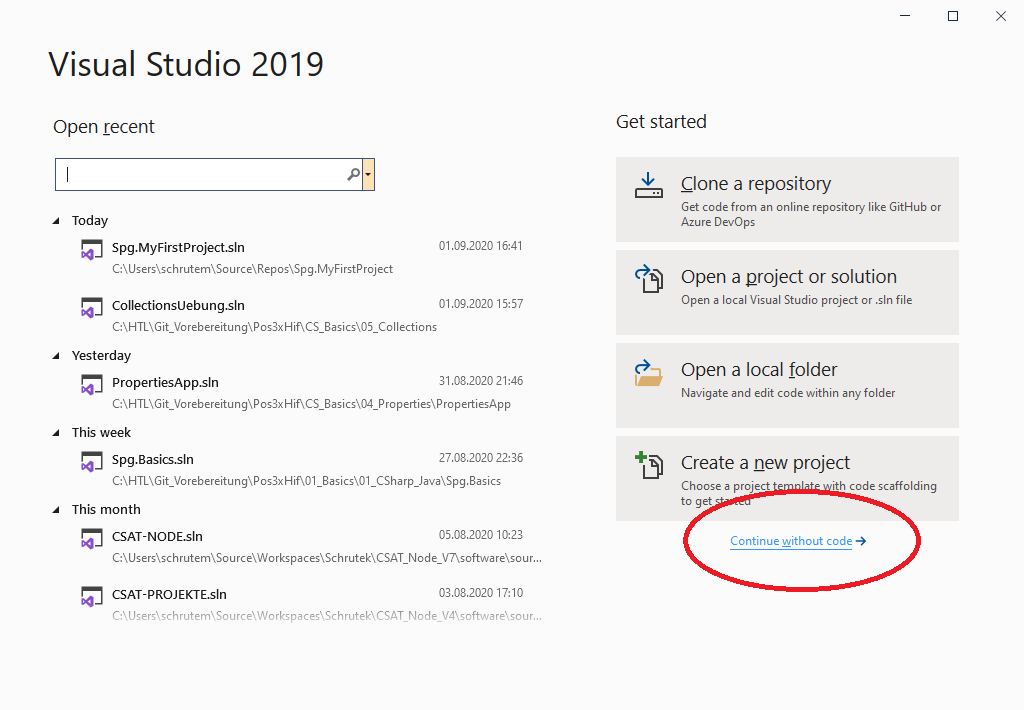 Visual Studio 2019
Open recent
Today
Spg.MyFirstProject.sln 01.09.2020 16:41
C:\Users\schrutem\Source\Repos\Spg.MyFirstProject
CollectionsUebung.sln 01.09.2020 15:57
C:\HTL\Git_Vorebereitung\Pos3xHif\CS_Basics\05_Collections
Yesterday
PropertiesApp.sln 31.08.2020 21:46
C:\HTL\Git_Vorebereitung\Pos3xHif\CS_Basics\04_Properties\PropertiesApp
This week
Spg.Basics.sln 27.08.2020 22:36
C:\HTL\Git_Vorebereitung\Pos3xHif\01_Basics\01_CSharp_Java\Spg.Basics
This month
CSAT-NODE.sln 05.08.2020 10:23
C:\Users\schrutem\Source\Workspaces\Schrutek\CSAT_Node_V7\software\sour...
CSAT-PROJEKTE.sln 03.08.2020 17:10
C:\Users\schrutem\Source\Workspaces\Schrutek\CSAT_Node_V4\software\sour...
Get started
Clone a repository
Get code from an online repository like GitHub or
Azure DevOps
Open a project or solution
Open a local Visual Studio project or .sln file
Open a local folder
Navigate and edit code within any folder
Create a new project
Choose a project template with code scaffolding
to get started
Continue without code →